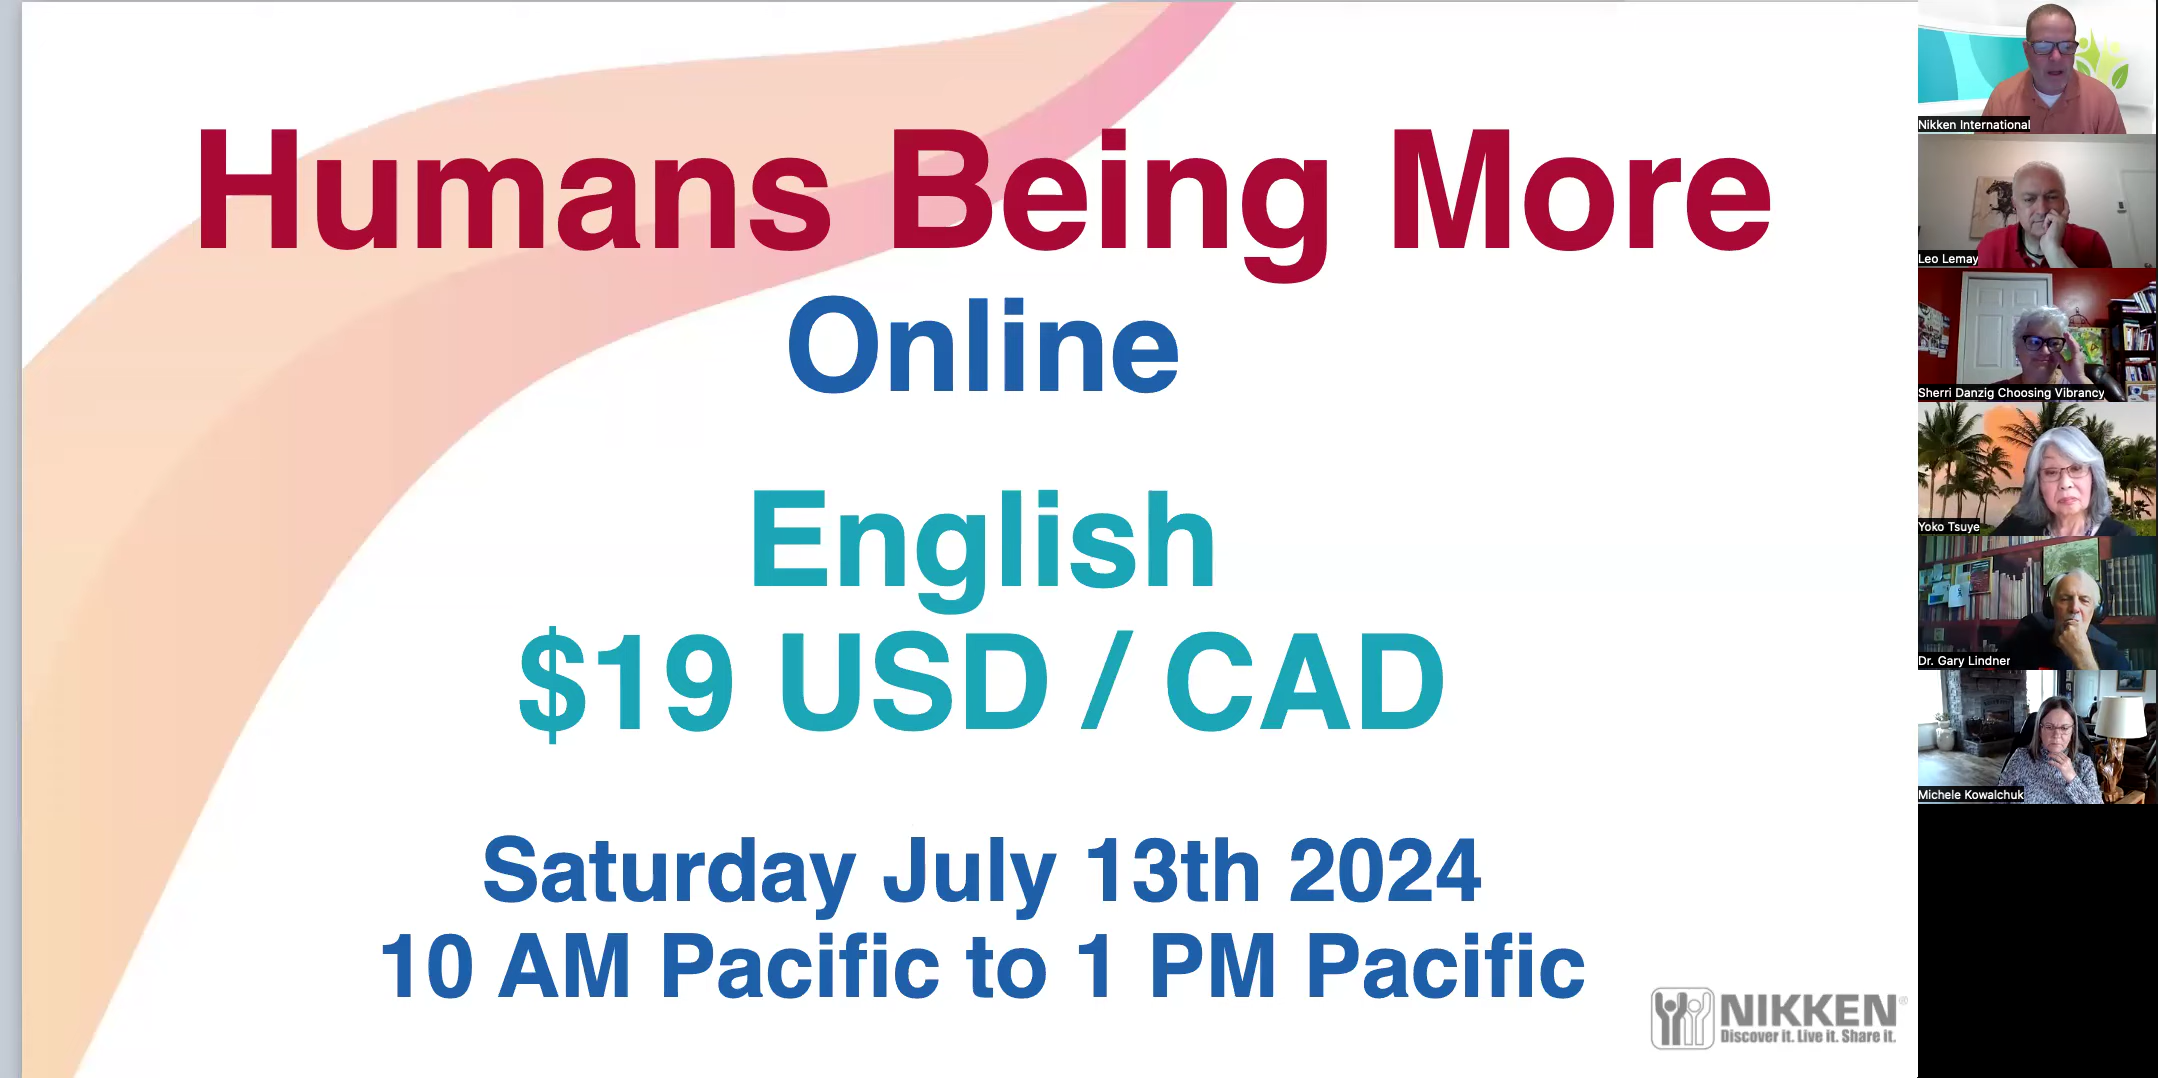 Humans Being More
Online
English
$19 USD / CAD
Saturday July 13th 2024
10 AM Pacific to 1 PM Pacific
NIKKEN®
Discover it. Live it. Share it.
Nikken International
Leo Lemay
Sherri Danzig Choosing Vibrancy
Yoko Tsuye
Dr. Gary Lindner
Michele Kowalchuk